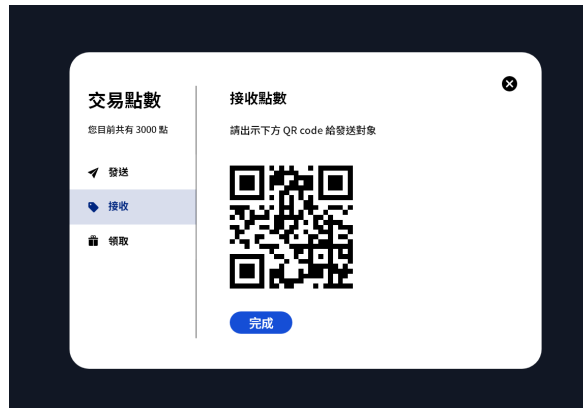 交易點數
您目前共有 3000 點
發送
接收
領取
接收點數
請出示下方 QR code 給發送對象
完成